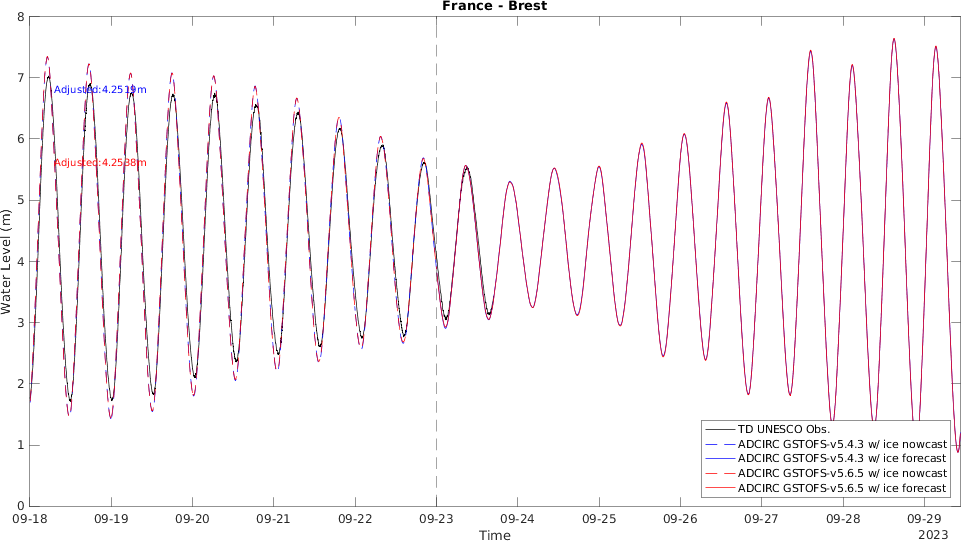 France - Brest
8
7
6
5
4
3
2
1
0
Water Level (m)
Adjusted:4.2519m
Adjusted:4.2538m
TD UNESCO Obs.
ADCIRC GSTOFS-v5.4.3 w/ ice nowcast
ADCIRC GSTOFS-v5.4.3 w/ ice forecast
ADCIRC GSTOFS-v5.6.5 w/ ice nowcast
ADCIRC GSTOFS-v5.6.5 w/ ice forecast
09-18 09-19 09-20 09-21 09-22 09-23 09-24 09-25 09-26 09-27 09-28 09-29
Time
2023